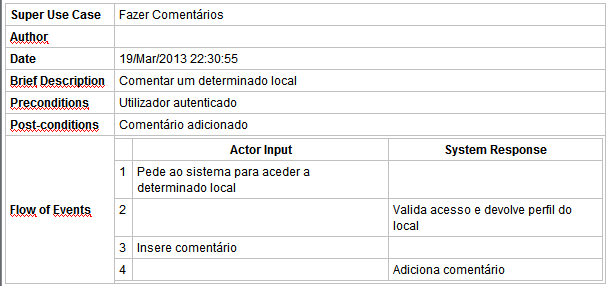 Super Use Case Fazer Comentários
Author
Date 19/Mar/2013 22:30:55
Brief Description Comentar um determinado local
Preconditions Utilizador autenticado
Post-conditions Comentário adicionado
Flow of Events
Actor Input System Response
1 Pede ao sistema para aceder a
determinado local
2 Valida acesso e devolve perfil do
local
3 Insere comentário
4 Adiciona comentário